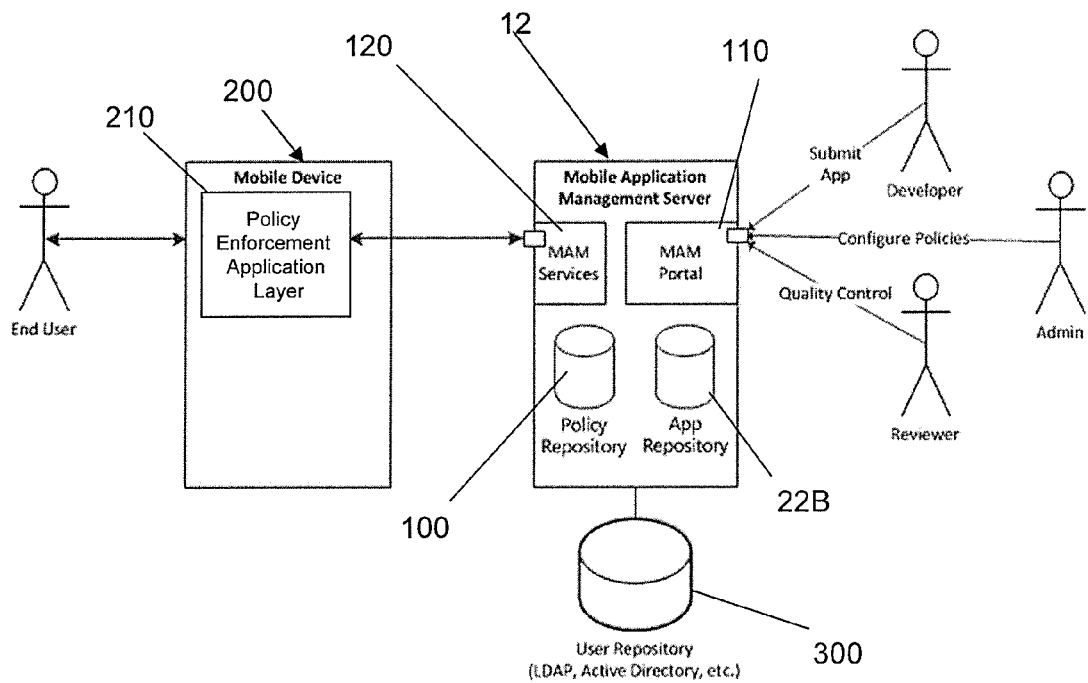 12
120
110
200
210
Mobile Device
Policy
Enforcement
Application
Layer
End User
Mobile Application
Management Server
MAM
Services
MAM
Portal
Submit
App
Developer
Configure Policies
Quality Control
Admin
Reviewer
Policy
Repository
App
Repository
100
22B
300
User Repository
(LDAP, Active Directory, etc.)